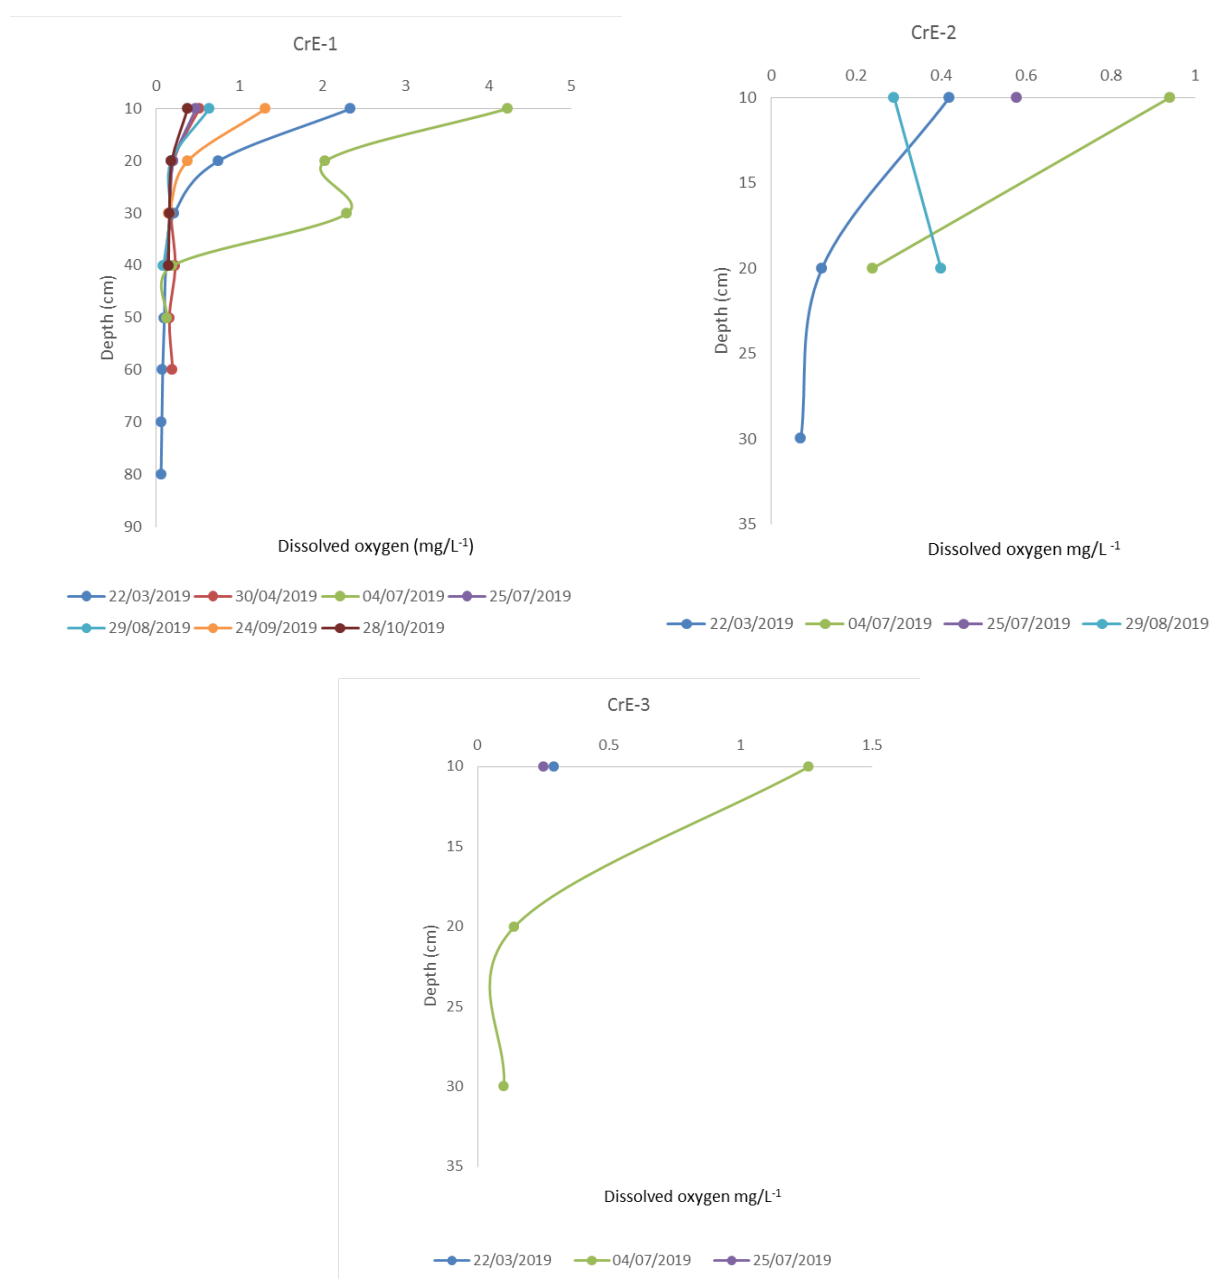 CrE-1
0 1 2 3 4 5
10
20
30
40
50
60
70
80
90
Depth (cm)
Dissolved oxygen (mg/L-1)
22/03/2019 30/04/2019 04/07/2019 25/07/2019
29/08/2019 24/09/2019 28/10/2019
CrE-2
0 0.2 0.4 0.6 0.8 1
10
15
20
25
30
35
Depth (cm)
Dissolved oxygen mg/L -1
22/03/2019 04/07/2019 25/07/2019 29/08/2019
CrE-3
0 0.5 1 1.5
10
15
20
25
30
35
Depth (cm)
Dissolved oxygen mg/L-1
22/03/2019 04/07/2019 25/07/2019